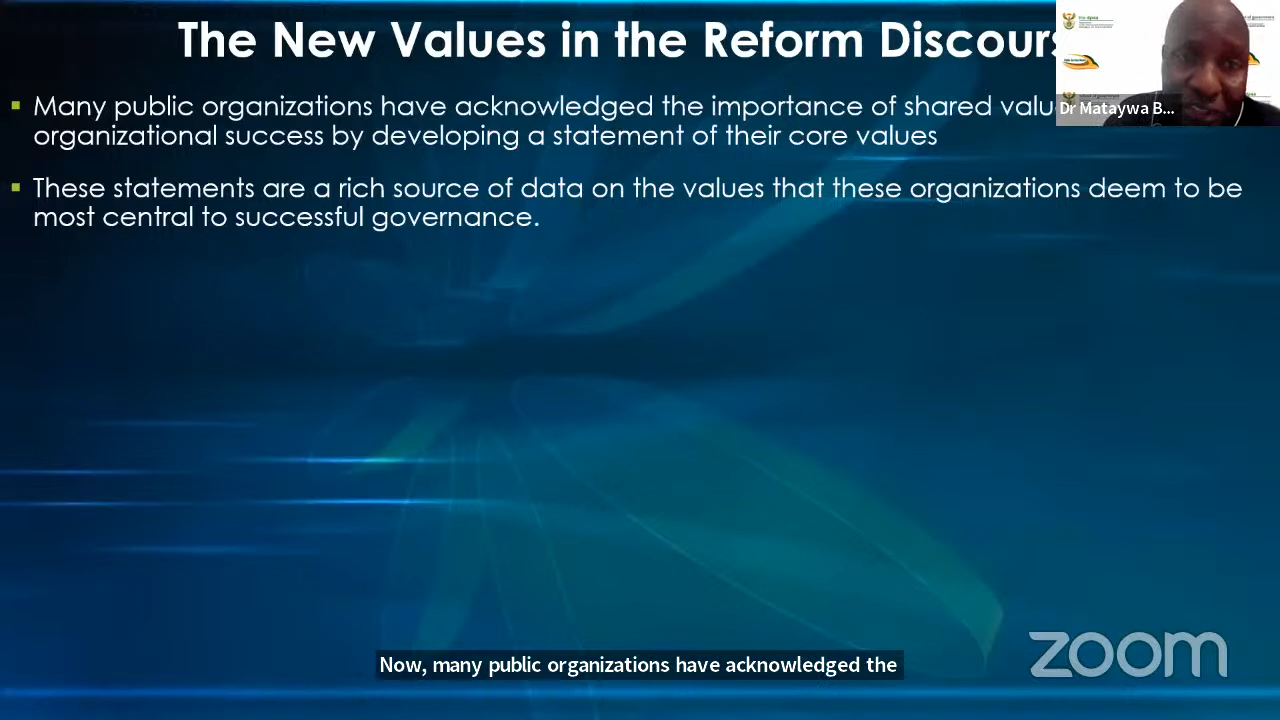 The New Values in the Reform Discours
Many public organizations have acknowledged the importance of shared valu
organizational success by developing a statement of their core values
These statements are a rich source of data on the values that these organizations deem to be
most central to successful governance.
Dr Mataywa B...
zoom
Now, many public organizations have acknowledged the